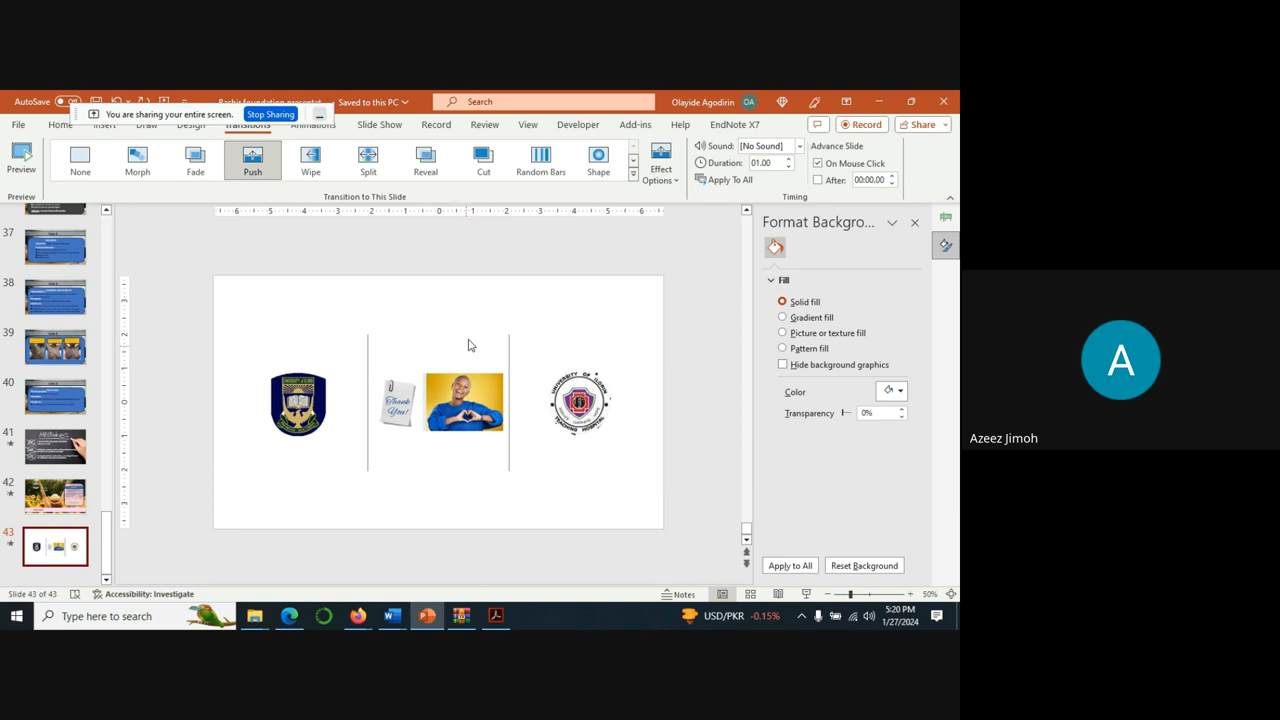 AutoSave Off
Saved to this PC
Search
Olayide Agodirin OA
You are sharing your entire screen.
Stop Sharing
File
Transitions
Slide Show
Record
Review
View
Developer
Add-ins
Help
EndNote X7
Record
Share
Preview
None
Morph
Fade
Push
Wipe
Split
Reveal
Cut
Random Bars
Shape
Effect
Options
Sound: [No Sound]
Duration: 01.00
Apply To All
Advance Slide
On Mouse Click
After: 00:00.00
Preview
Transition to This Slide
Timing
37
38
39
40
41
42
43
Thank
You!
UNIVERSITY OF ILORIN
TEACHING HOSPITAL
Format Backgro...
Fill
Solid fill
Gradient fill
Picture or texture fill
Pattern fill
Hide background graphics
Color
Transparency
0%
Apply to All
Reset Background
A
Azeez Jimoh
Slide 43 of 43
Accessibility: Investigate
Notes
50%
Type here to search
USD/PKR -0.15%
5:20 PM
1/27/2024